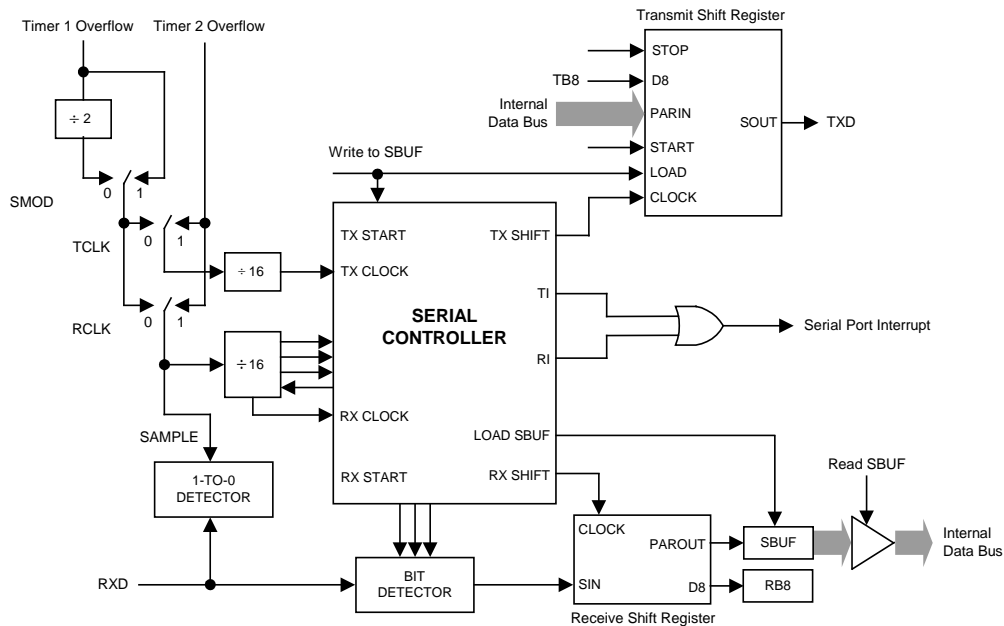 Transmit Shift Register
Timer 1 Overflow
Timer 2 Overflow
STOP
TB8
D8
÷ 2
Internal
Data Bus
PARIN
SOUT
TXD
START
Write to SBUF
LOAD
SMOD
0
1
CLOCK
TX START
TX SHIFT
TCLK
0
1
÷ 16
TX CLOCK
TI
SERIAL
CONTROLLER
Serial Port Interrupt
RCLK
0
1
÷ 16
RI
RX CLOCK
SAMPLE
LOAD SBUF
1-TO-0
DETECTOR
RX START
RX SHIFT
Read SBUF
CLOCK
PAROUT
SBUF
Internal
Data Bus
RXD
BIT
DETECTOR
SIN
D8
RB8
Receive Shift Register